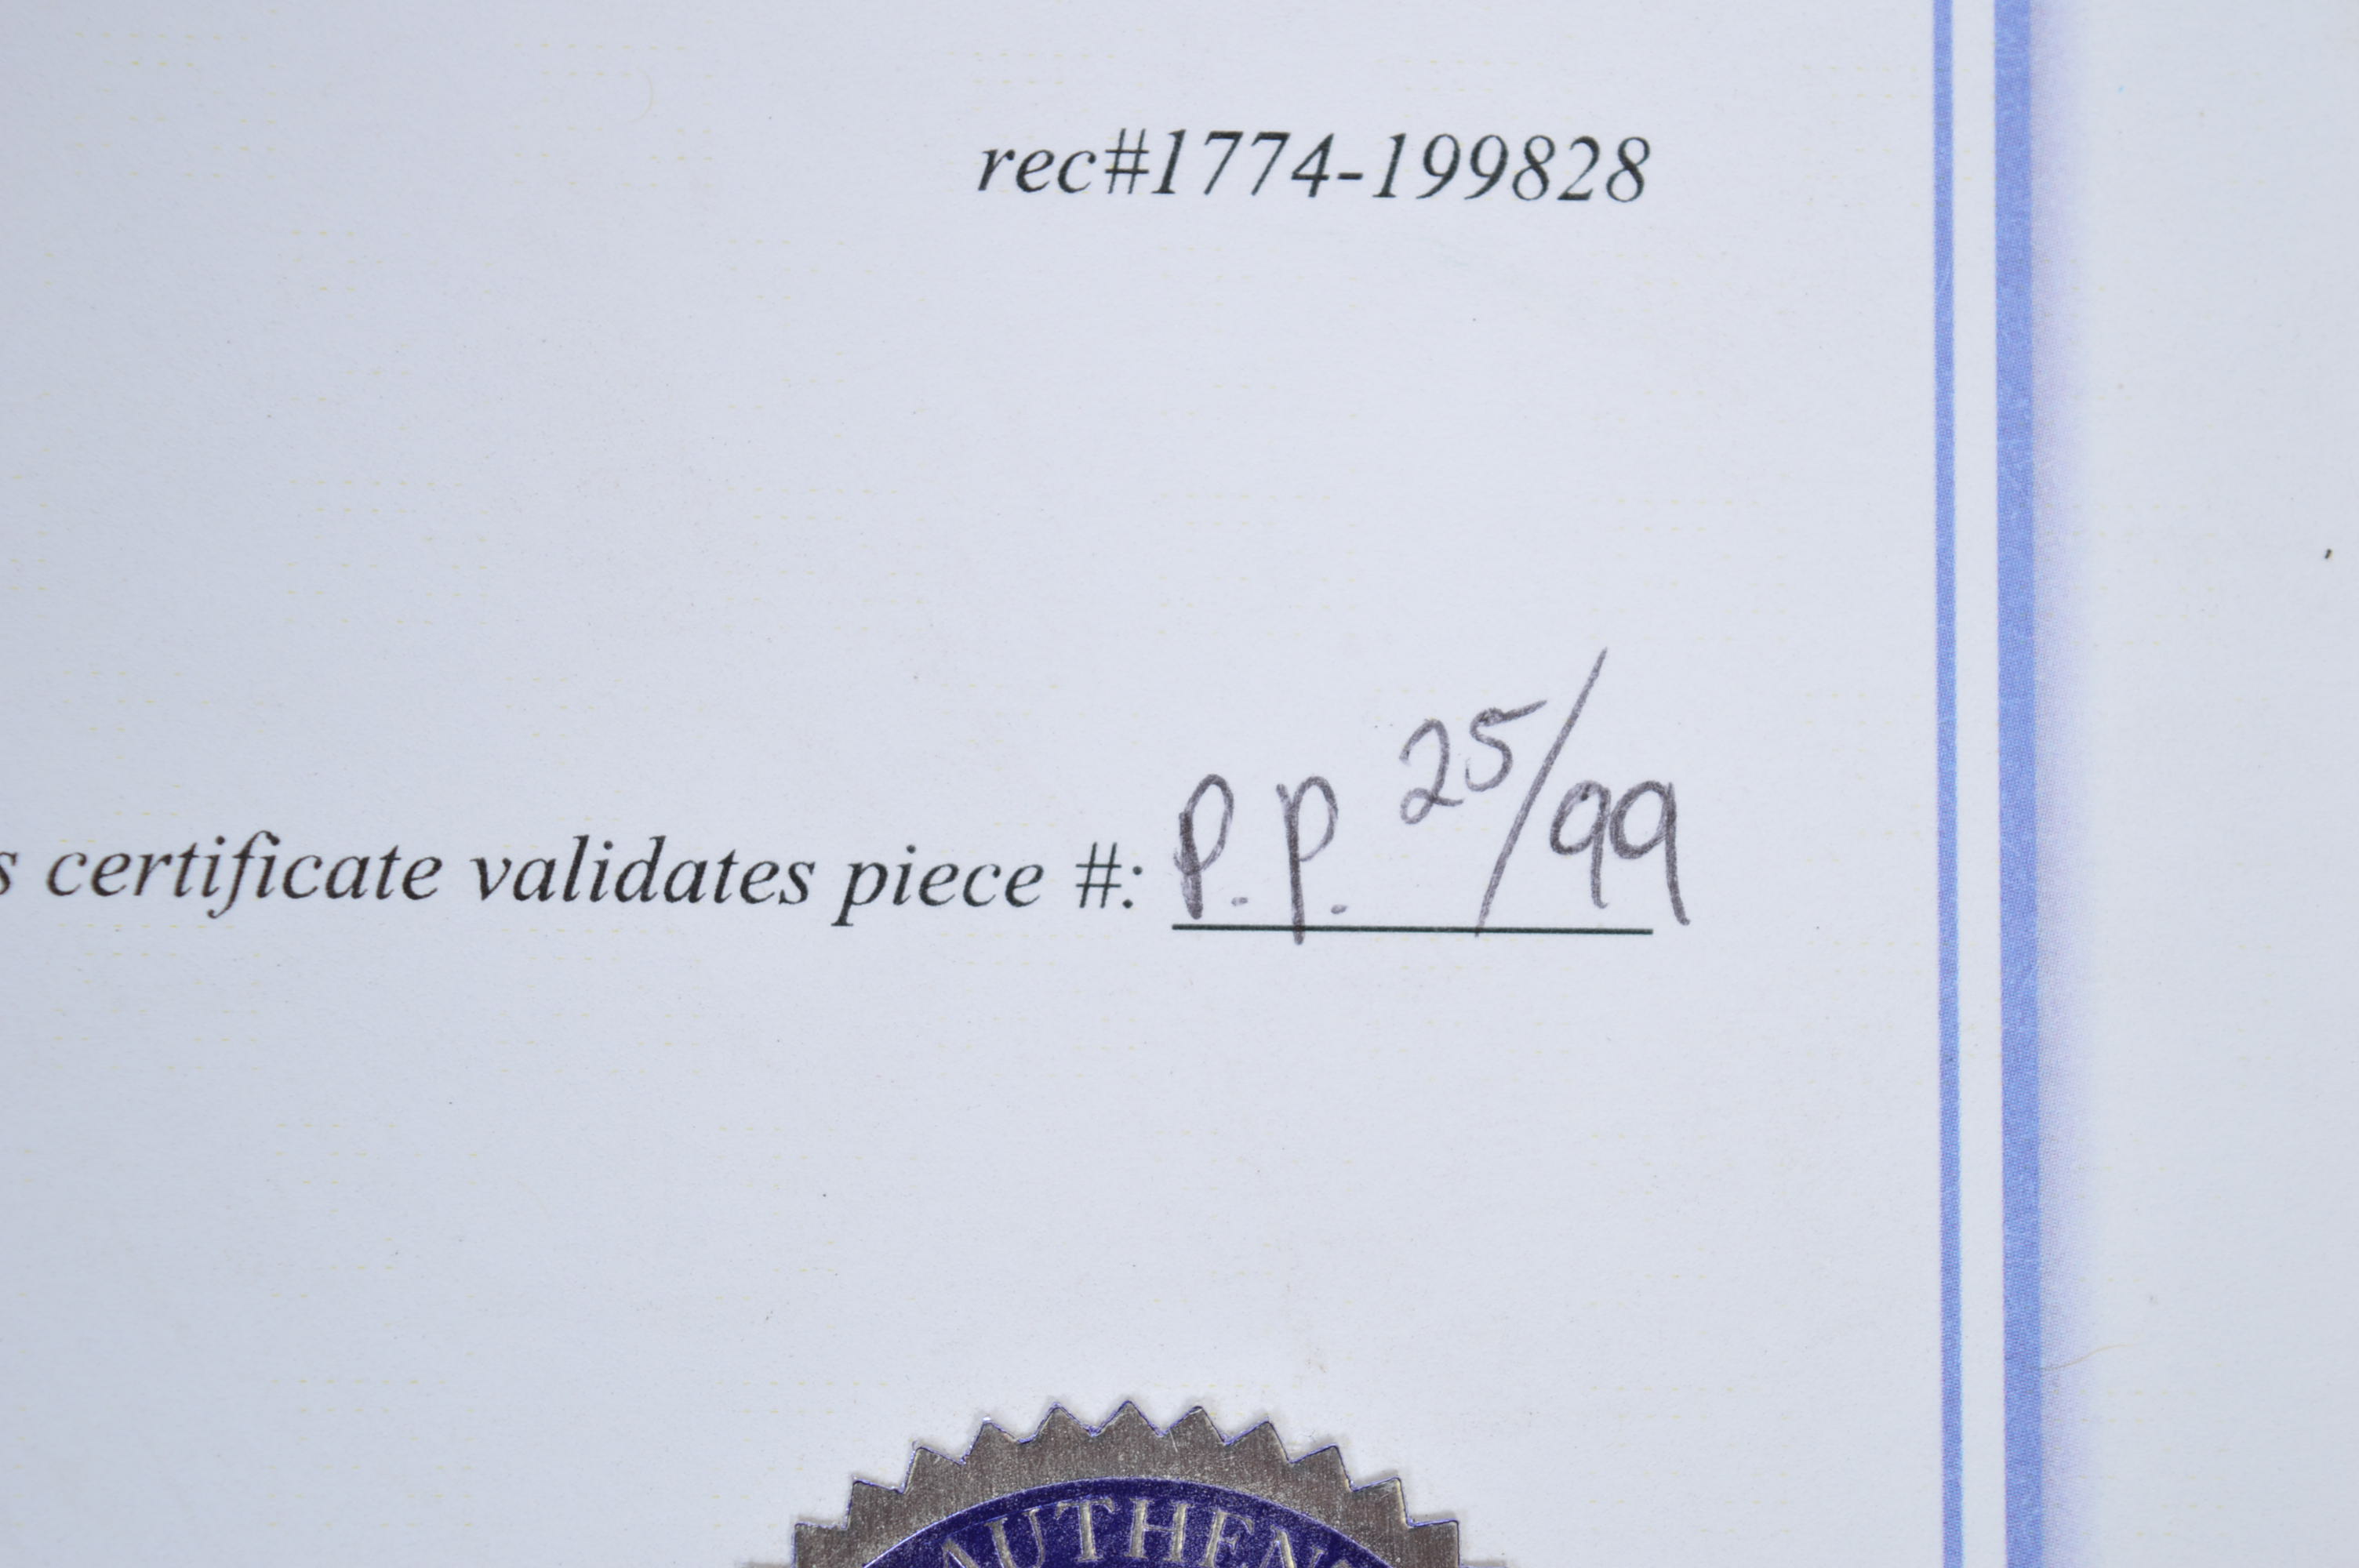 rec#1774-199828
s certificate validates piece #: P.P. 25/99
AUTHEN